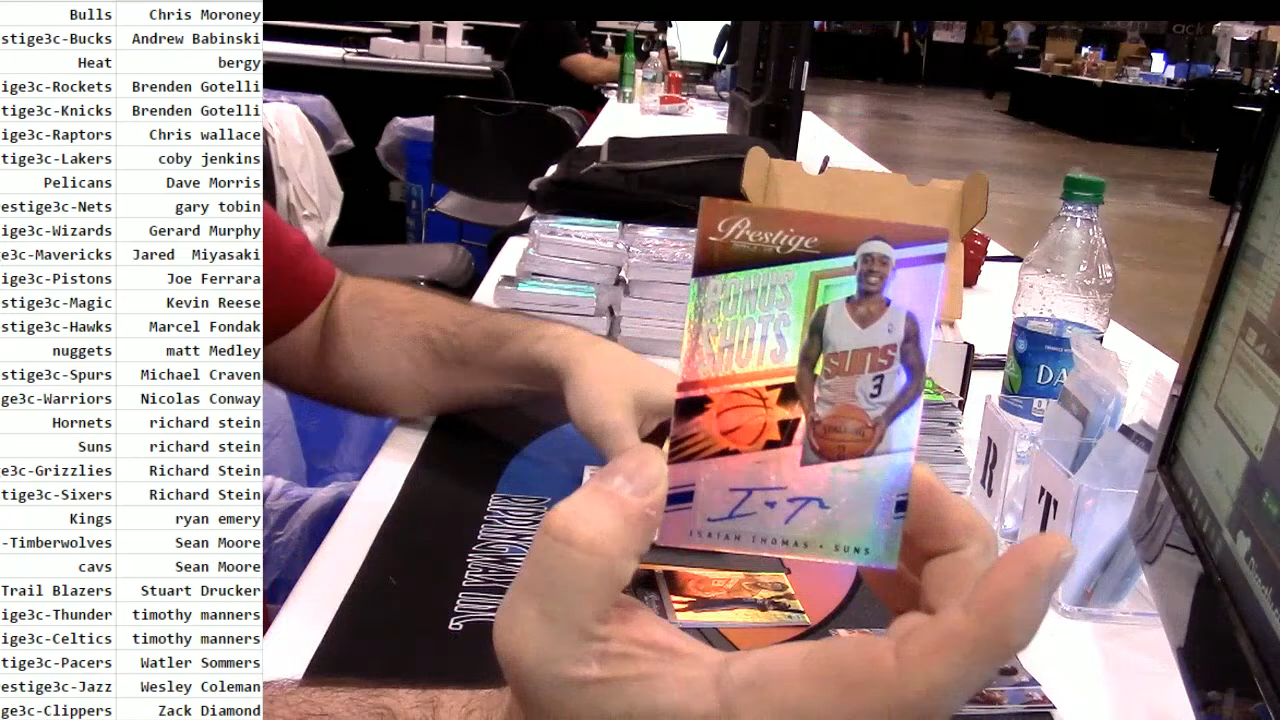 Bulls Chris Moroney
stige3c-Bucks Andrew Babinski
Heat bergy
ige3c-Rockets Brenden Gotelli
ige3c-Knicks Brenden Gotelli
ige3c-Raptors Chris wallace
tige3c-Lakers coby jenkins
Pelicans Dave Morris
estige3c-Nets gary tobin
ige3c-Wizards Gerard Murphy
e3c-Mavericks Jared Miyasaki
ige3c-Pistons Joe Ferrara
stige3c-Magic Kevin Reese
stige3c-Hawks Marcel Fondak
nuggets matt Medley
stige3c-Spurs Michael Craven
ge3c-Warriors Nicolas Conway
Hornets richard stein
Suns richard stein
e3c-Grizzlies Richard Stein
tige3c-Sixers Richard Stein
Kings ryan emery
-Timberwolves Sean Moore
cavs Sean Moore
Trail Blazers Stuart Drucker
ige3c-Thunder timothy manners
ige3c-Celtics timothy manners
tige3c-Pacers Watler Sommers
estige3c-Jazz Wesley Coleman
ge3c-Clippers Zack Diamond
Prestige
BONUS
SHOTS
SUNS
3
ISAIAH THOMAS • SUNS
DA
R
T